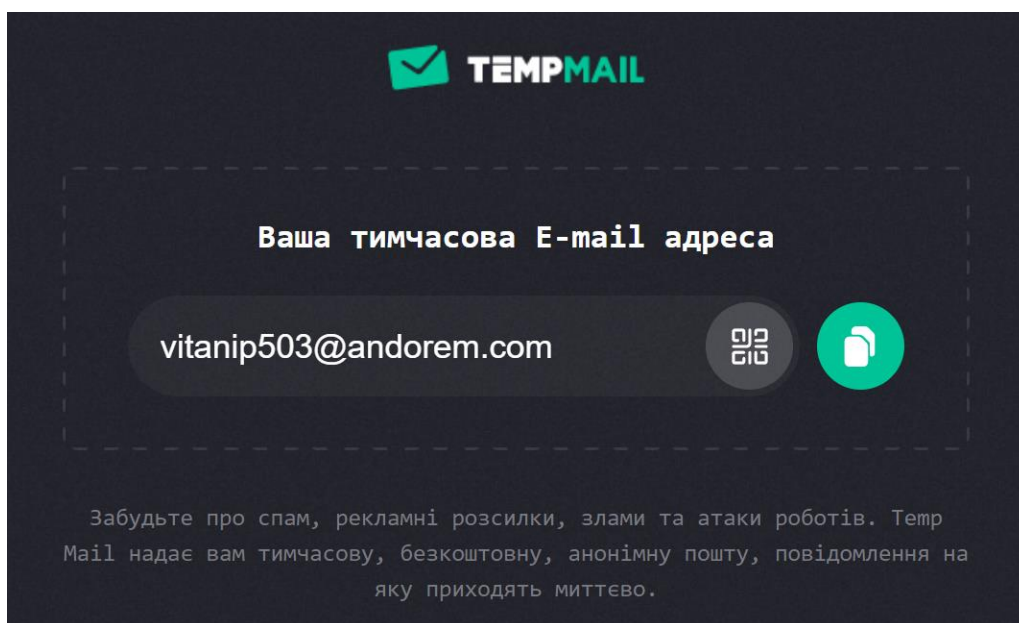 TEMPMAIL
Ваша тимчасова E-mail адреса
vitanip503@andorem.com
Забудьте про спам, рекламні розсилки, злами та атаки роботів. Temp
Mail надає вам тимчасову, безкоштовну, анонімну пошту, повідомлення на
яку приходять миттєво.